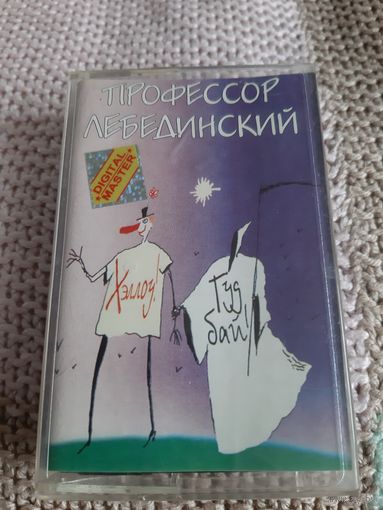 ПРОФЕССОР
ЛЕБЕДИНСКИЙ
DIGITAL
MASTER
Хэллоу!
Гуд
бай!